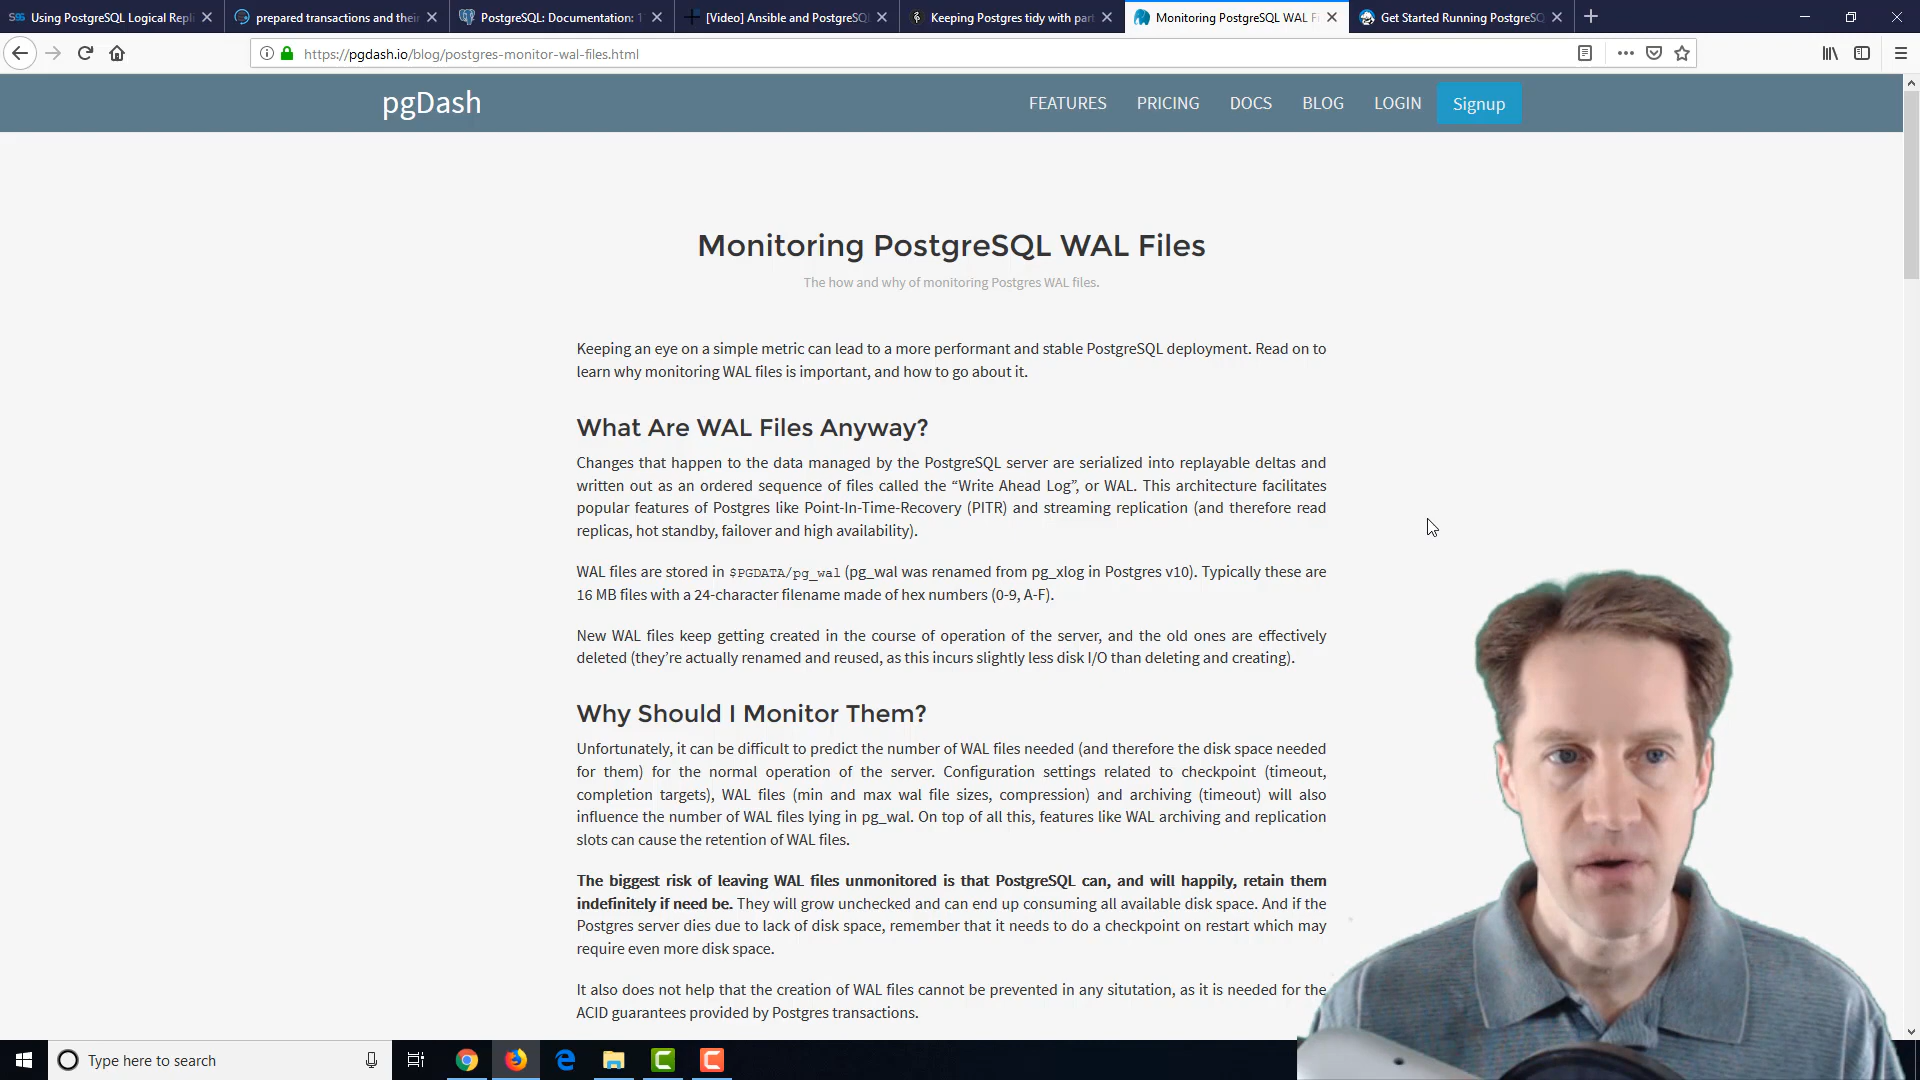 Using PostgreSQL Logical Repl
prepared transactions and their
PostgreSQL: Documentation: 1
[Video] Ansible and PostgreSQL
Keeping Postgres tidy with part
Monitoring PostgreSQL WAL F
Get Started Running PostgreSQ
https://pgdash.io/blog/postgres-monitor-wal-files.html
pgDash
FEATURES
PRICING
DOCS
BLOG
LOGIN
Signup
Monitoring PostgreSQL WAL Files
The how and why of monitoring Postgres WAL files.
Keeping an eye on a simple metric can lead to a more performant and stable PostgreSQL deployment. Read on to
learn why monitoring WAL files is important, and how to go about it.
What Are WAL Files Anyway?
Changes that happen to the data managed by the PostgreSQL server are serialized into replayable deltas and
written out as an ordered sequence of files called the “Write Ahead Log”, or WAL. This architecture facilitates
popular features of Postgres like Point-In-Time-Recovery (PITR) and streaming replication (and therefore read
replicas, hot standby, failover and high availability).
WAL files are stored in $PGDATA/pg_wal (pg_wal was renamed from pg_xlog in Postgres v10). Typically these are
16 MB files with a 24-character filename made of hex numbers (0-9, A-F).
New WAL files keep getting created in the course of operation of the server, and the old ones are effectively
deleted (they’re actually renamed and reused, as this incurs slightly less disk I/O than deleting and creating).
Why Should I Monitor Them?
Unfortunately, it can be difficult to predict the number of WAL files needed (and therefore the disk space needed
for them) for the normal operation of the server. Configuration settings related to checkpoint (timeout,
completion targets), WAL files (min and max wal file sizes, compression) and archiving (timeout) will also
influence the number of WAL files lying in pg_wal. On top of all this, features like WAL archiving and replication
slots can cause the retention of WAL files.
The biggest risk of leaving WAL files unmonitored is that PostgreSQL can, and will happily, retain them
indefinitely if need be. They will grow unchecked and can end up consuming all available disk space. And if the
Postgres server dies due to lack of disk space, remember that it needs to do a checkpoint on restart which may
require even more disk space.
It also does not help that the creation of WAL files cannot be prevented in any situtation, as it is needed for the
ACID guarantees provided by Postgres transactions.
Type here to search